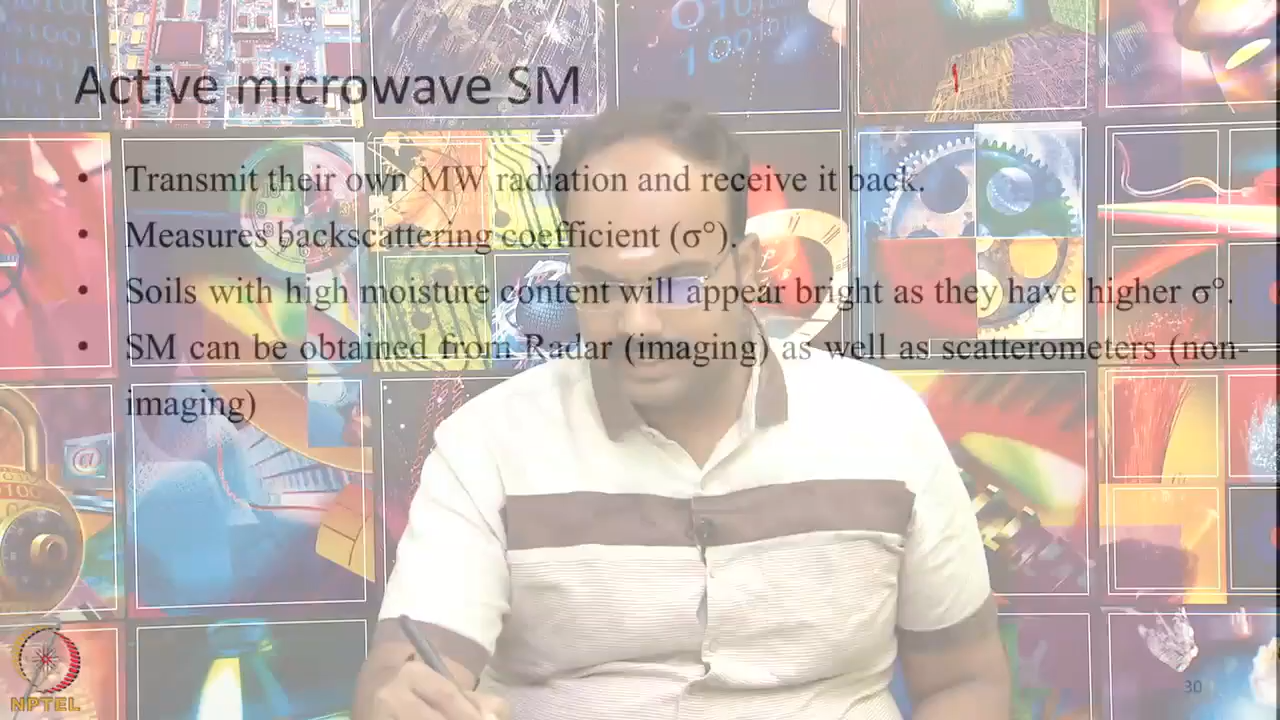 Active microwave SM
• Transmit their own MW radiation and receive it back.
• Measures backscattering coefficient (σ°).
• Soils with high moisture content will appear bright as they have higher σ°.
• SM can be obtained from Radar (imaging) as well as scatterometers (non-
imaging)
@
NPTEL
30